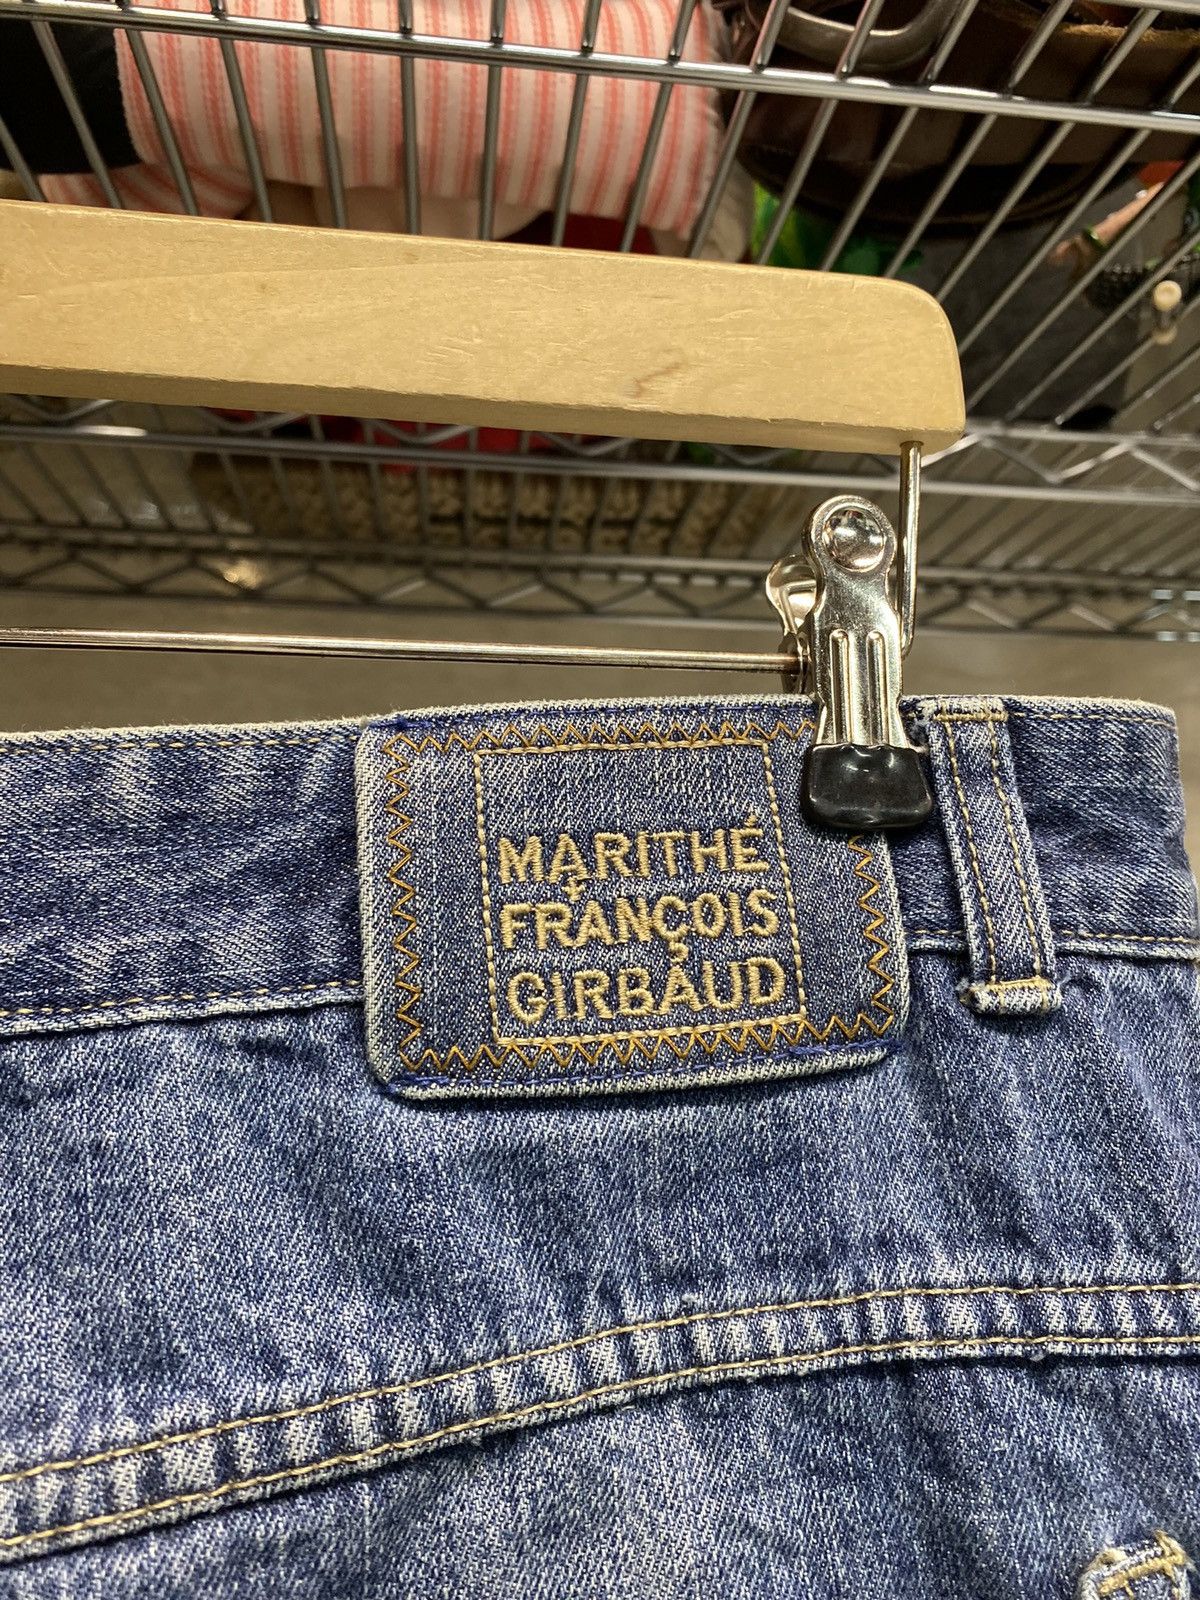 MARITHÉ
+
FRANÇOIS
GIRBAUD